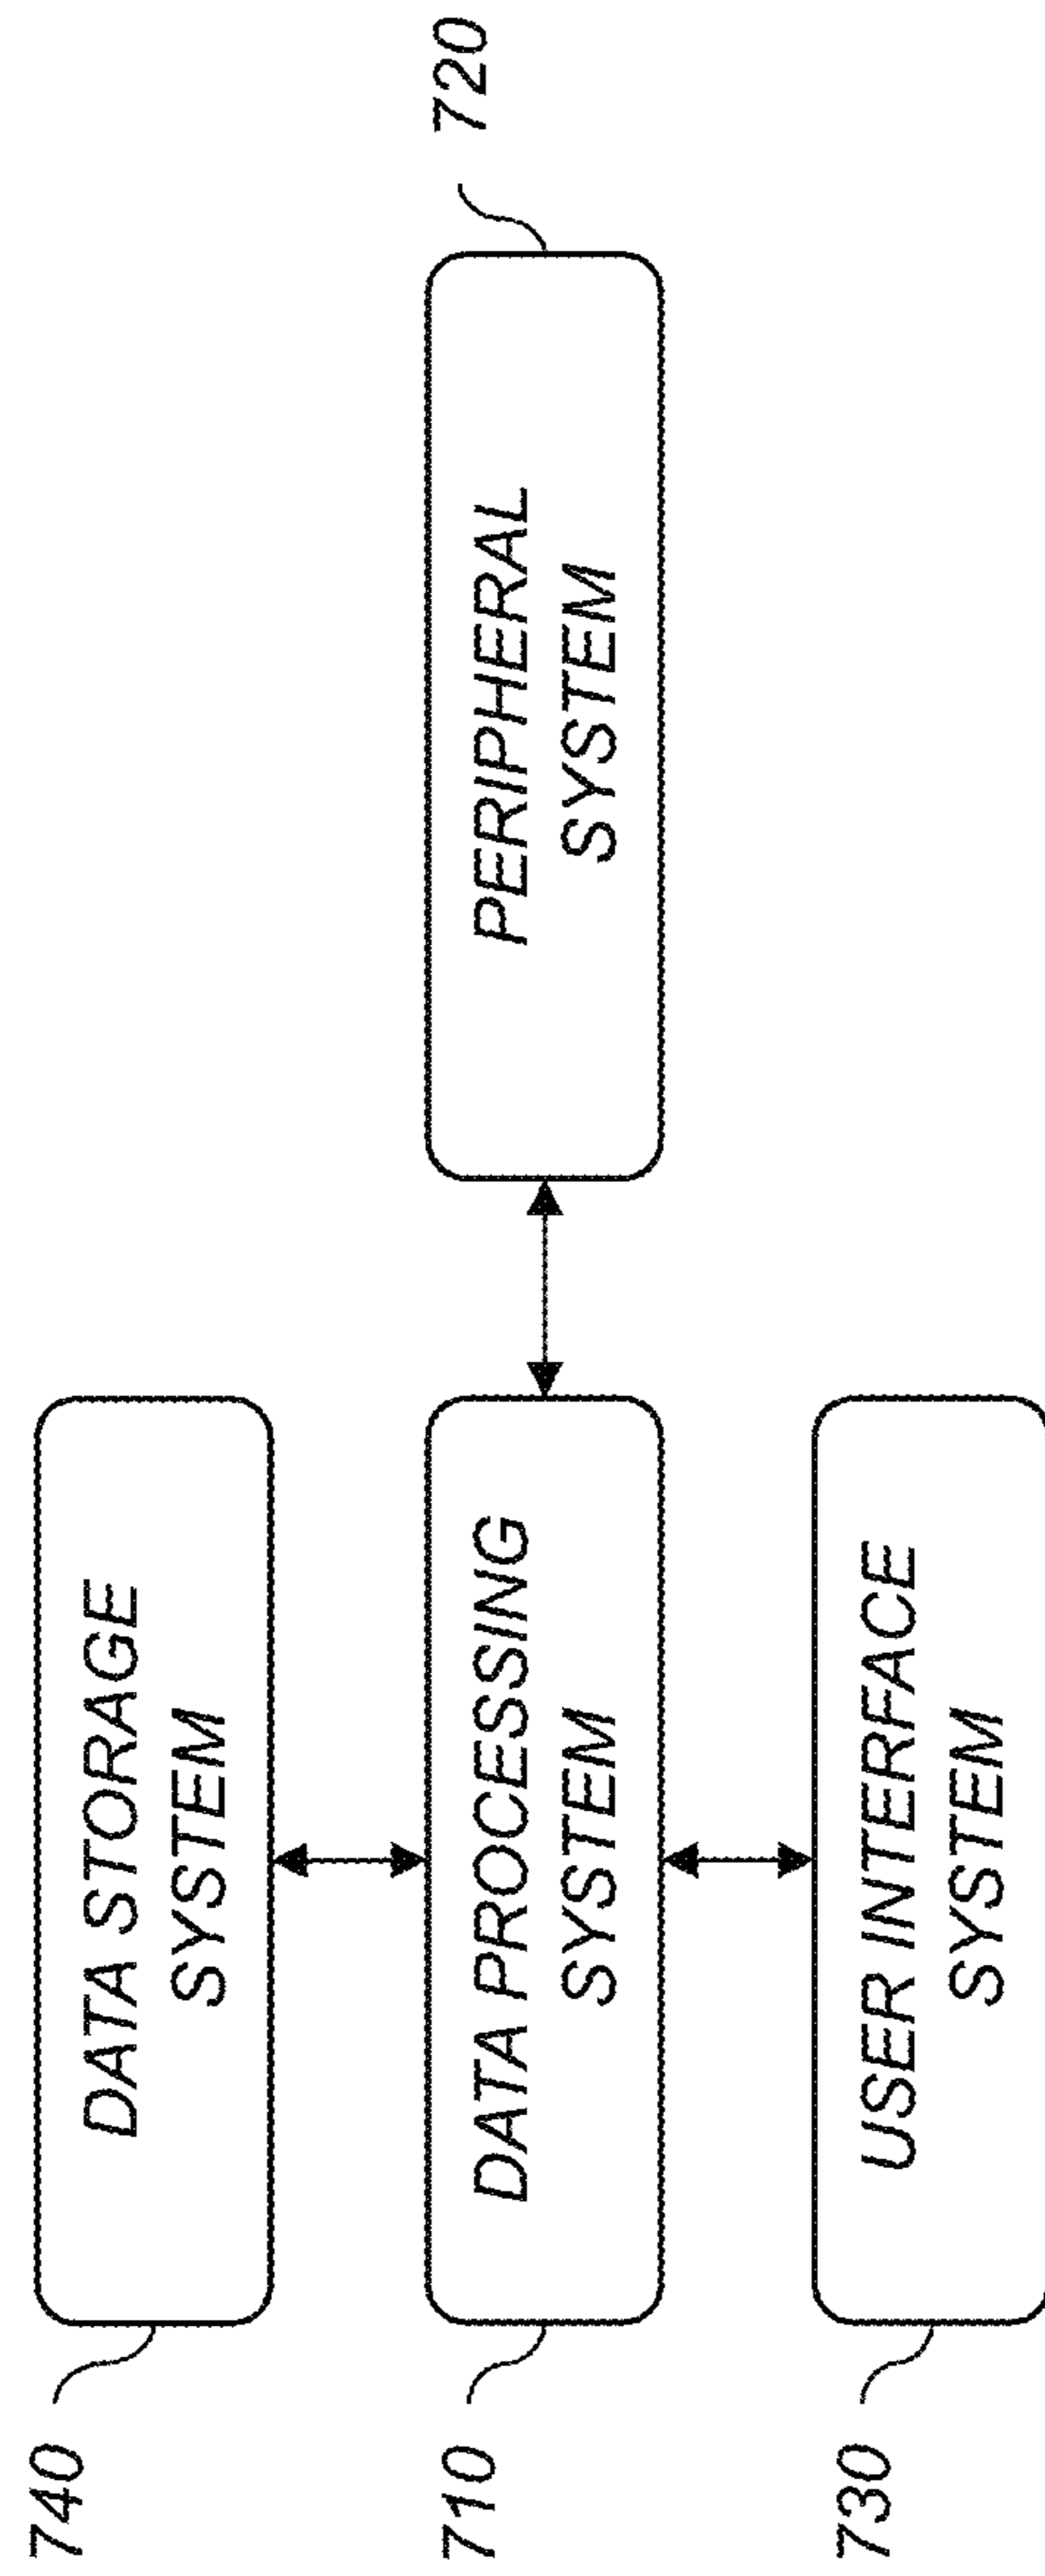 740
DATA STORAGE
SYSTEM
710
DATA PROCESSING
SYSTEM
PERIPHERAL
SYSTEM
720
730
USER INTERFACE
SYSTEM